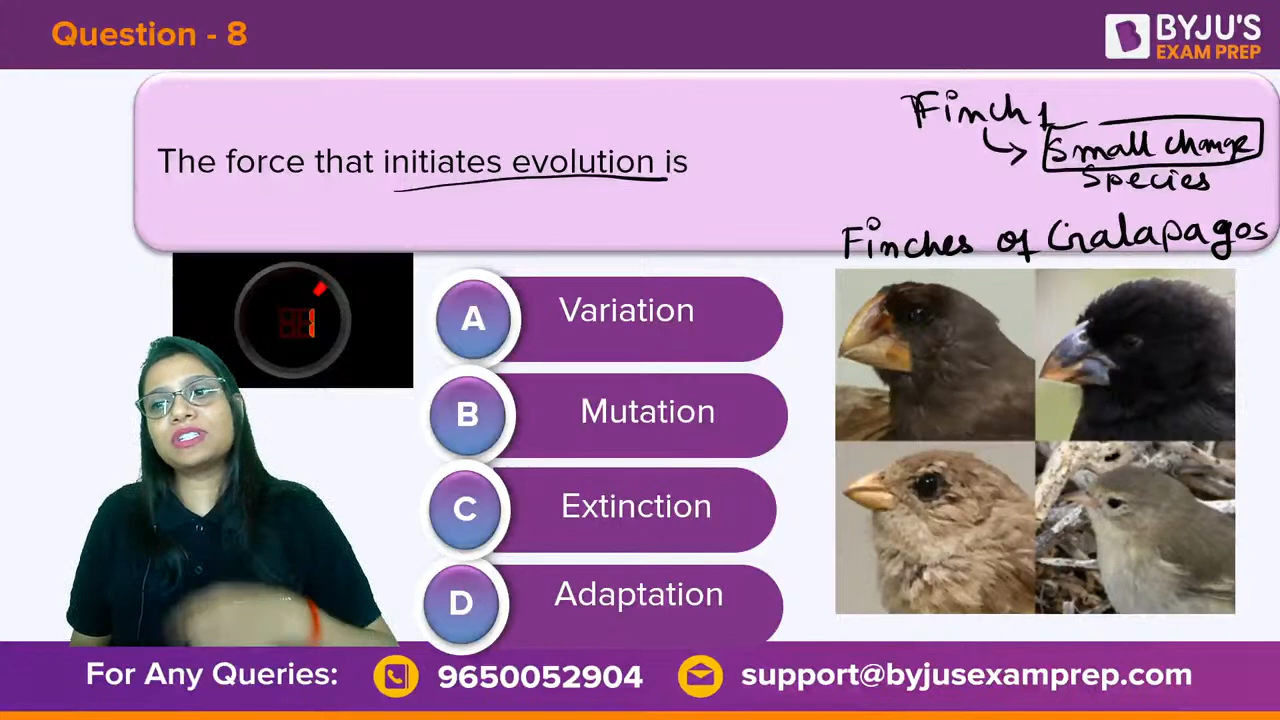 Question - 8
BYJU'S
EXAM PREP
The force that initiates evolution is
Finch
Small change
Species
Finches of Galapagos
A Variation
B Mutation
C Extinction
D Adaptation
For Any Queries: 9650052904 support@byjusexamprep.com